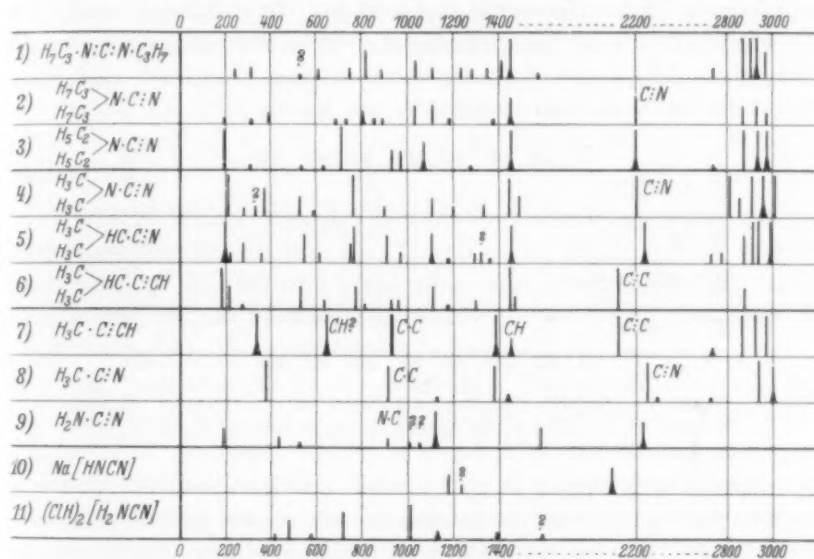 0 200 400 600 800 1000 1200 1400 2200 2800 3000
1) H7C3·N:C:N·C3H7 ?
2) H7C3 H7C3 >N·C⋮N C⋮N
3) H5C2 H5C2 >N·C⋮N
4) H3C H3C >N·C⋮N ? C⋮N
5) H3C H3C >HC·C⋮N ?
6) H3C H3C >HC·C⋮CH C⋮C
7) H3C·C⋮CH CH? C·C CH C⋮C
8) H3C·C⋮N C·C C⋮N
9) H2N·C⋮N N·C ? ?
10) Na[HNCN] ?
11) (ClH)2[H2NCN] ?
0 200 400 600 800 1000 1200 1400 2200 2800 3000